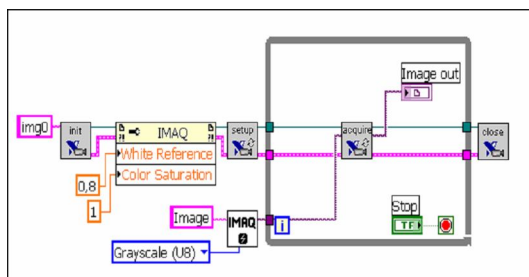 Image out
img0
init
IMAQ
setup
acquire
close
White Reference
Color Saturation
0,8
1
Image
IMAQ
i
Stop
TF
Grayscale (U8)